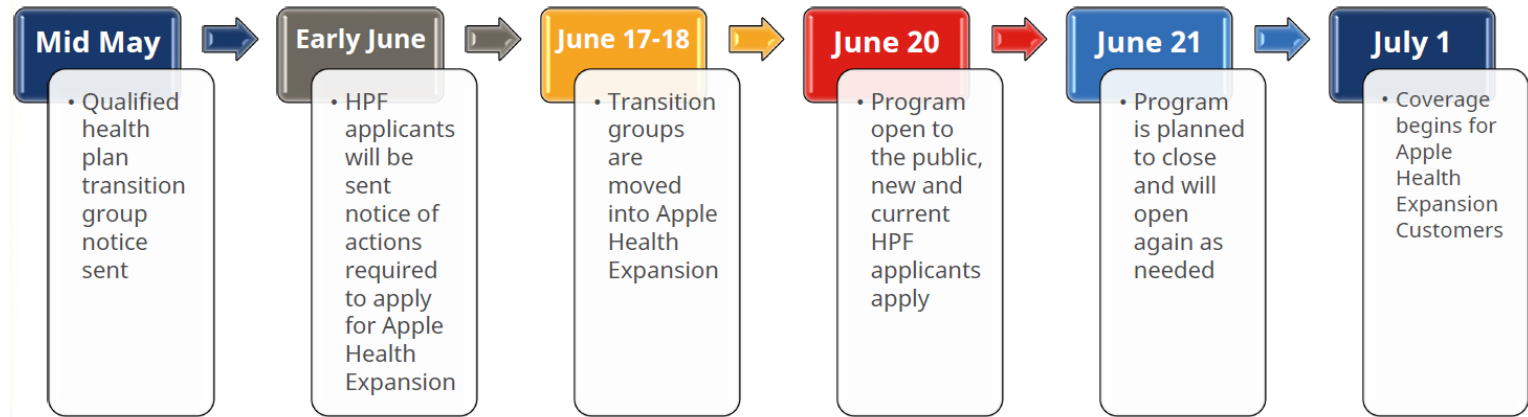 Mid May
• Qualified
health
plan
transition
group
notice
sent
Early June
• HPF
applicants
will be
sent
notice of
actions
required
to apply
for Apple
Health
Expansion
June 17-18
• Transition
groups
are
moved
into Apple
Health
Expansion
June 20
• Program
open to
the public,
new and
current
HPF
applicants
apply
June 21
• Program
is planned
to close
and will
open
again as
needed
July 1
• Coverage
begins for
Apple
Health
Expansion
Customers